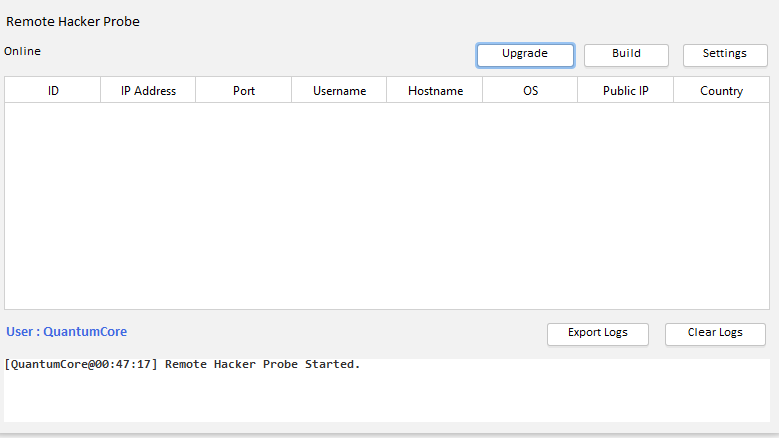 Remote Hacker Probe
Online
Upgrade Build Settings
ID IP Address Port Username Hostname OS Public IP Country
User : QuantumCore
Export Logs Clear Logs
[QuantumCore@00:47:17] Remote Hacker Probe Started.